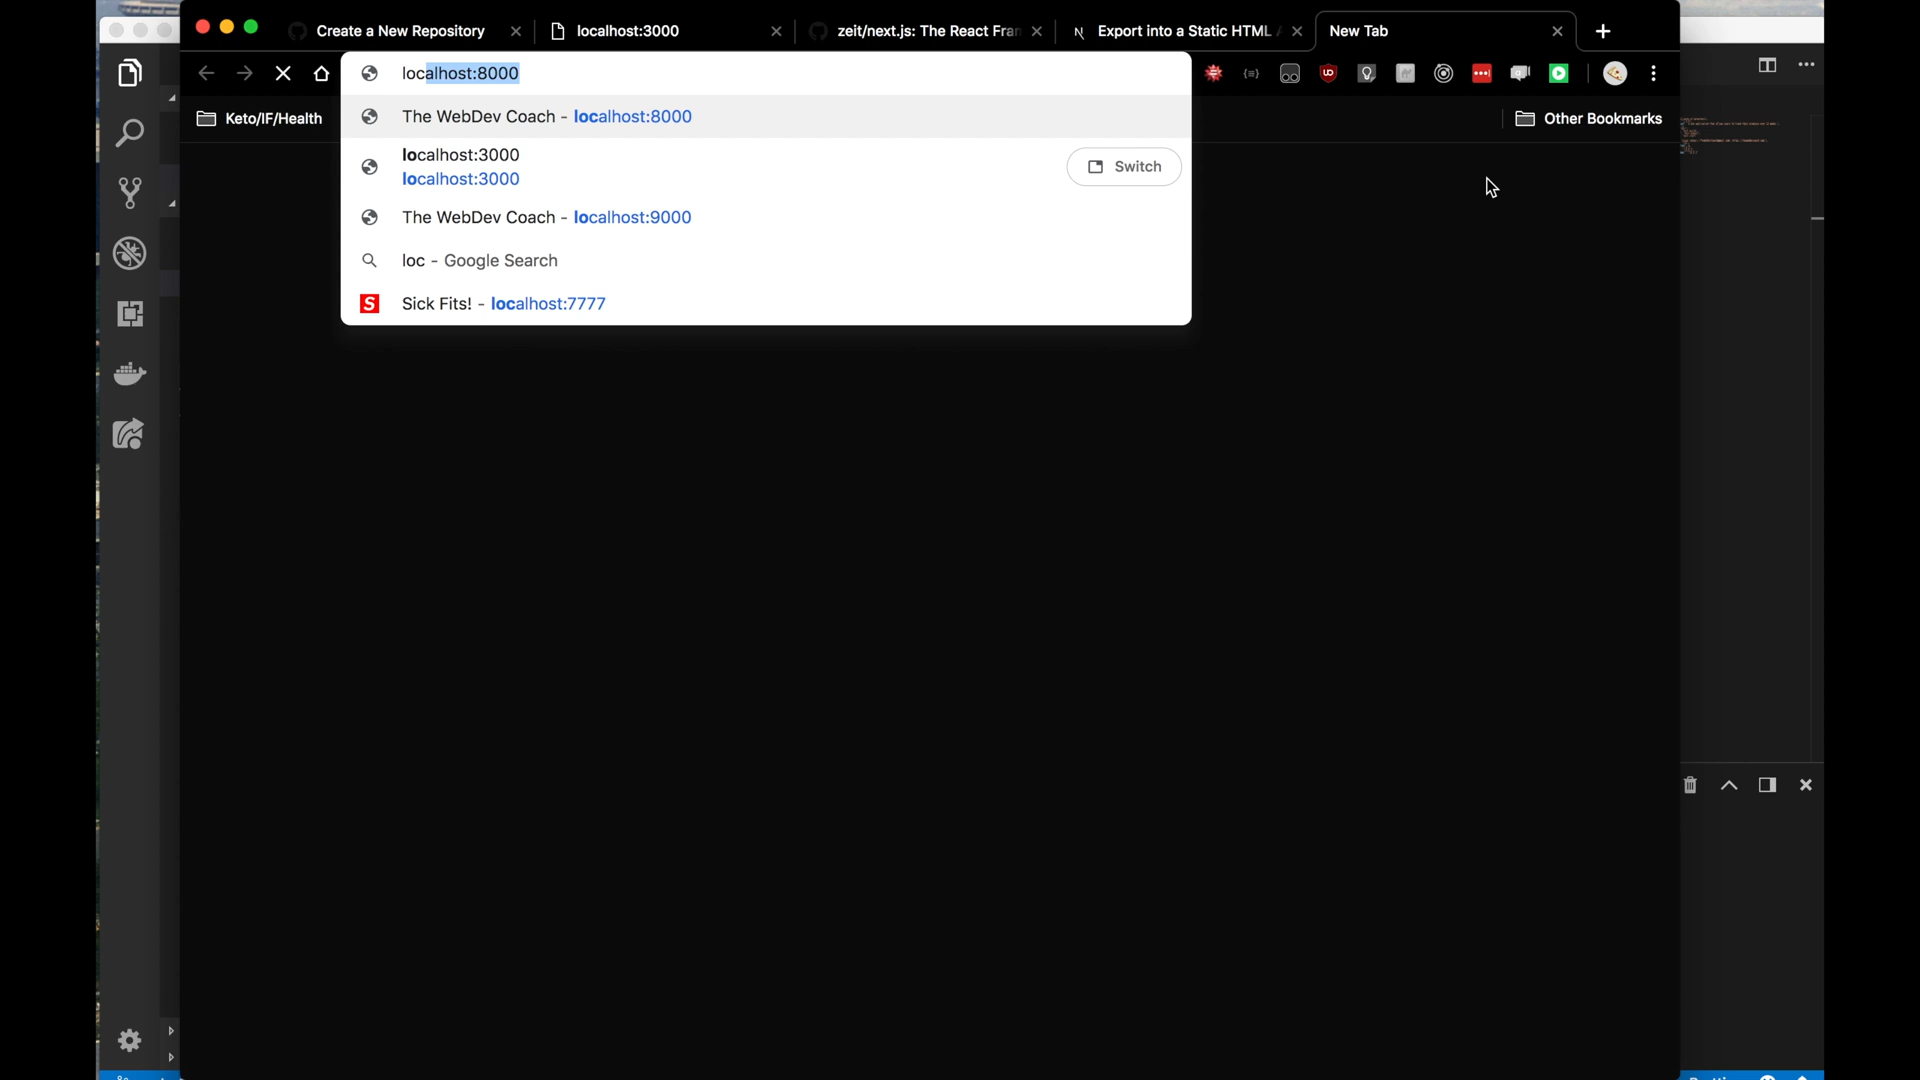 Create a New Repository
localhost:3000
zeit/next.js: The React Fran
Export into a Static HTML
New Tab
localhost:8000
Keto/IF/Health
Other Bookmarks
The WebDev Coach - localhost:8000
localhost:3000
localhost:3000
Switch
The WebDev Coach - localhost:9000
loc - Google Search
S Sick Fits! - localhost:7777